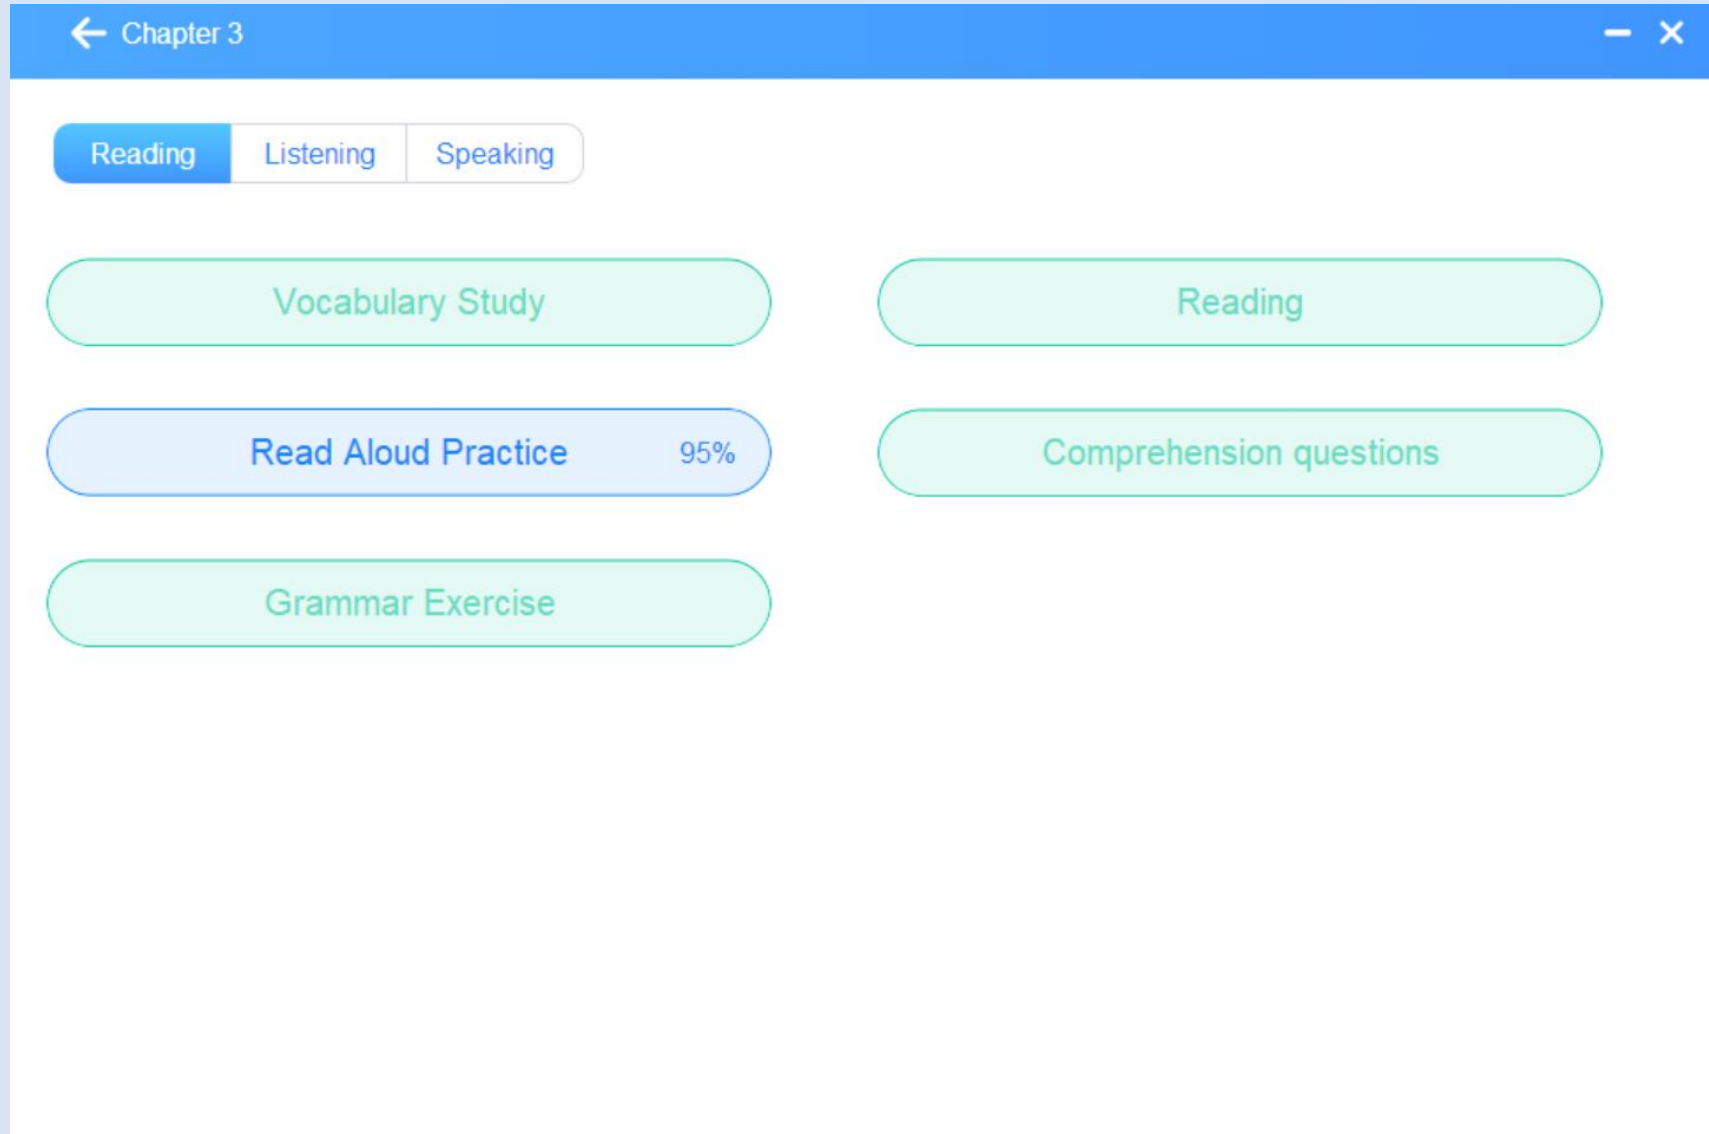 Chapter 3
Reading Listening Speaking
Vocabulary Study
Reading
Read Aloud Practice 95%
Comprehension questions
Grammar Exercise